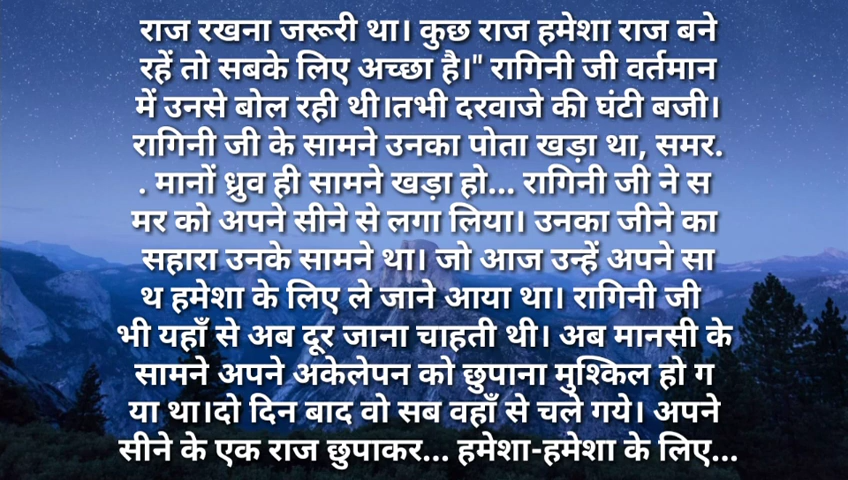 राज रखना जरूरी था। कुछ राज हमेशा राज बने
रहें तो सबके लिए अच्छा है।" रागिनी जी वर्तमान
में उनसे बोल रही थी।तभी दरवाजे की घंटी बजी।
रागिनी जी के सामने उनका पोता खड़ा था, समर.
. मानों ध्रुव ही सामने खड़ा हो... रागिनी जी ने स
मर को अपने सीने से लगा लिया। उनका जीने का
सहारा उनके सामने था। जो आज उन्हें अपने सा
थ हमेशा के लिए ले जाने आया था। रागिनी जी
भी यहाँ से अब दूर जाना चाहती थी। अब मानसी के
सामने अपने अकेलेपन को छुपाना मुश्किल हो ग
या था।दो दिन बाद वो सब वहाँ से चले गये। अपने
सीने के एक राज छुपाकर... हमेशा-हमेशा के लिए...